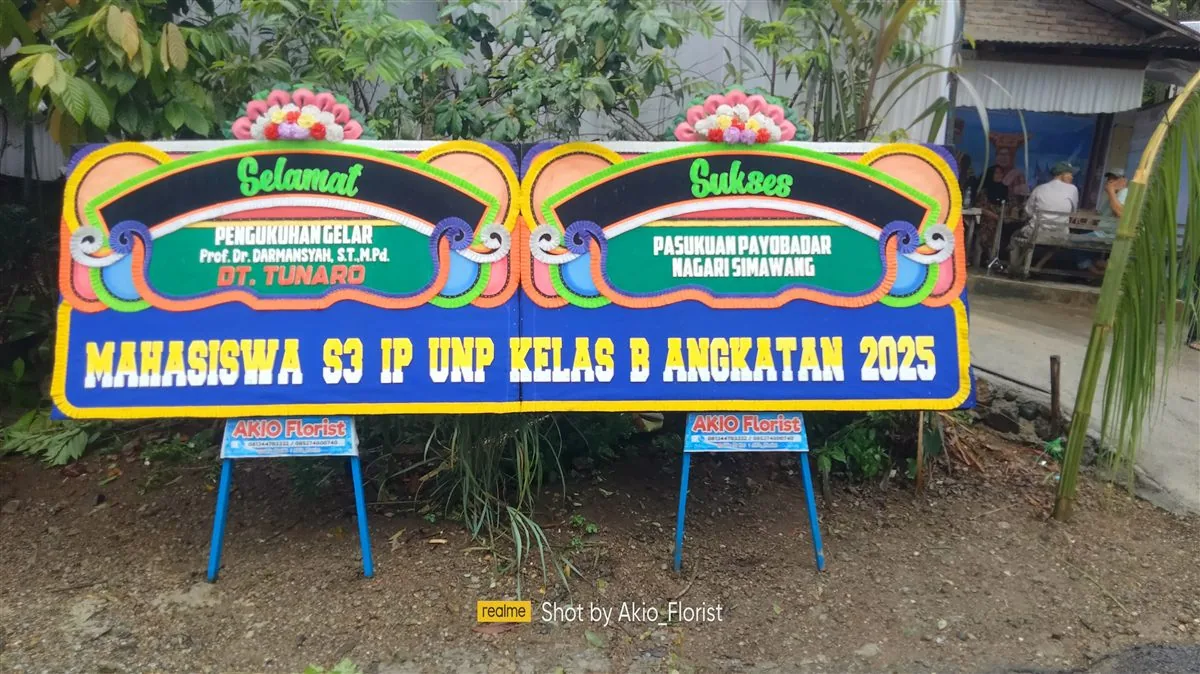 Selamat
PENGUKUHAN GELAR
Prof. Dr. DARMANSYAH, S.T.,M.Pd.
DT. TUNARO
Sukses
PASUKUAN PAYOBADAR
NAGARI SIMAWANG
MAHASISWA S3 IP UNP KELAS B ANGKATAN 2025
AKIO Florist
AKIO Florist
realme Shot by Akio_Florist